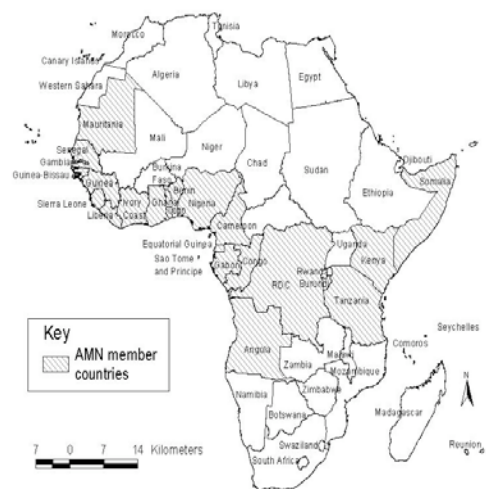 Tunisia
Morocco
Canary Islands
Algeria
Libya
Egypt
Western Sahara
Mauritania
Mali
Niger
Chad
Sudan
Djibouti
Somalia
Ethiopia
Senegal
Gambia
Guinea-Bissau
Guinea
Burkina
Faso
Benin
Sierra Leone
Liberia
Ivory
Coast
Ghana
Togo
Nigeria
Cameroon
Equatorial Guinea
Sao Tome
and Principe
Gabon
Congo
Uganda
Kenya
Rwanda
Burundi
RDC
Tanzania
Key
AMN member
countries
Angola
Zambia
Malawi
Mozambique
Comoros
Seychelles
Zimbabwe
Namibia
Botswana
Madagascar
N
Swaziland
South Africa
Reunion
7 0 7 14 Kilometers